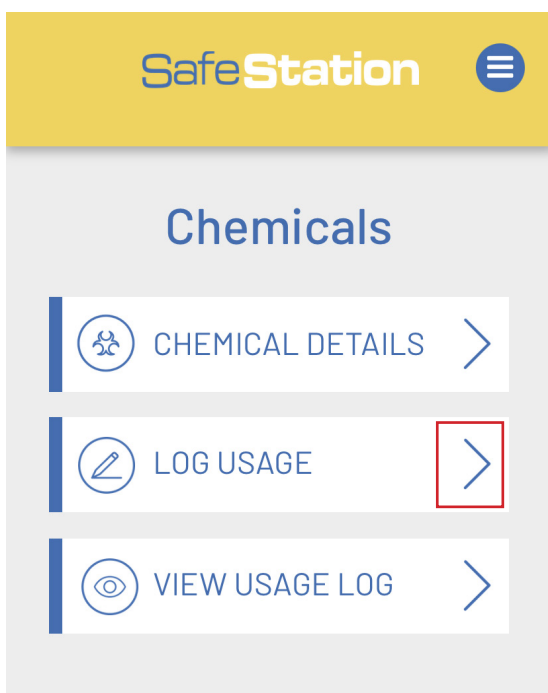 SafeStation
Chemicals
CHEMICAL DETAILS
LOG USAGE
VIEW USAGE LOG